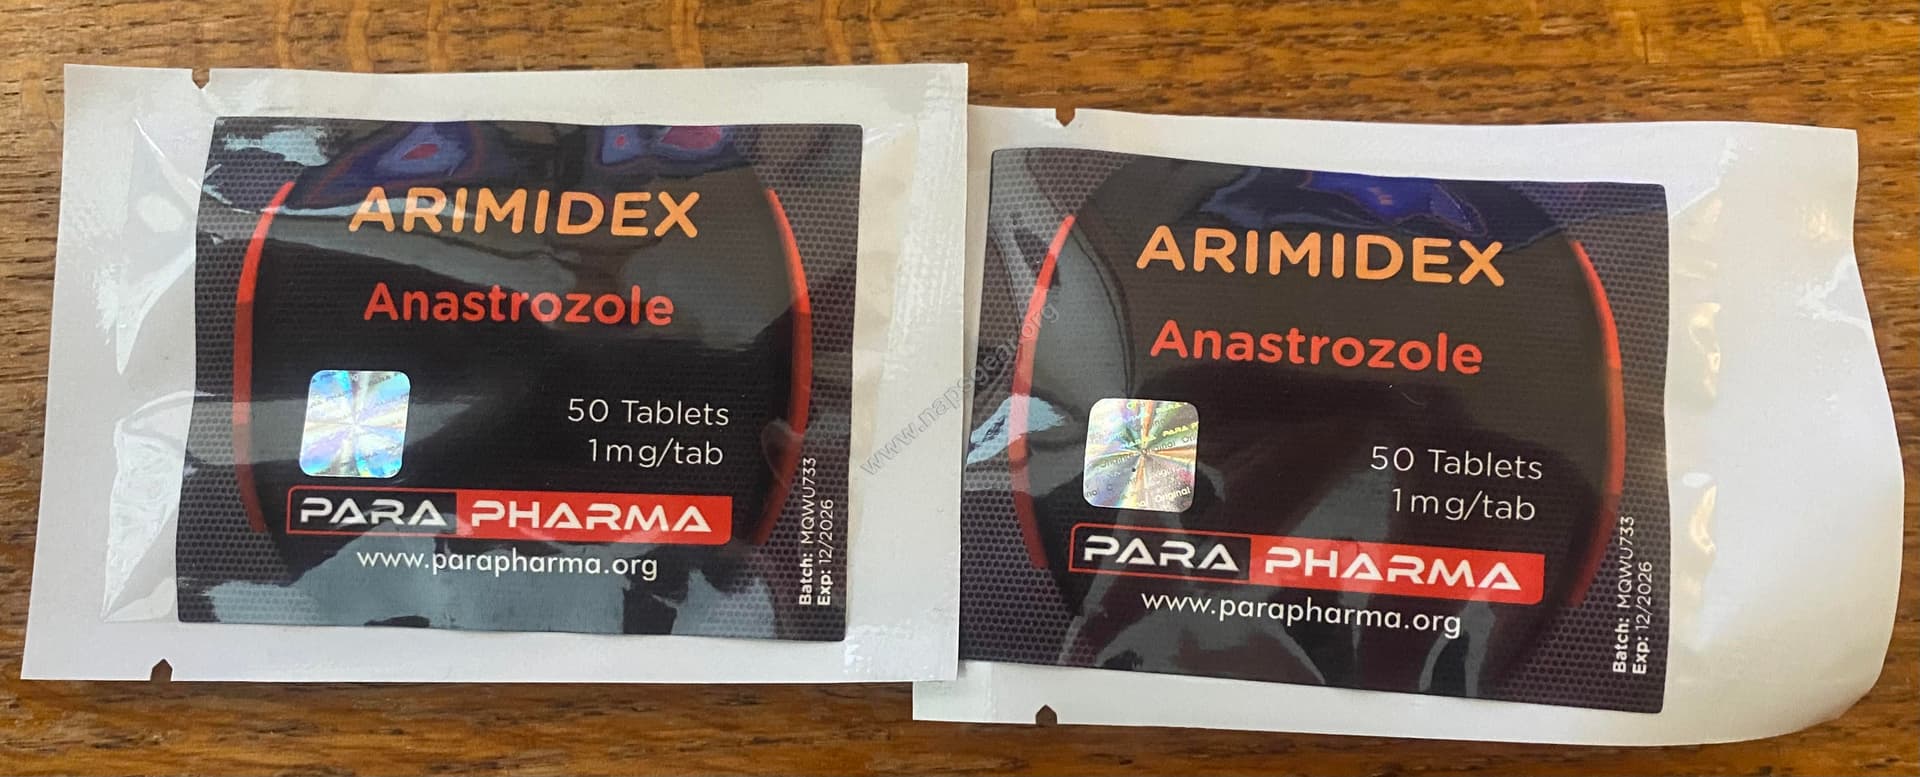 ARIMIDEX
Anastrozole
50 Tablets
1mg/tab
PARA PHARMA
www.parapharma.org
Batch: MQWU733
Exp: 12/2026
www.napsgear.org
ARIMIDEX
Anastrozole
50 Tablets
1mg/tab
Original
PARA PHARMA
www.parapharma.org
Batch: MQWU733
Exp: 12/2026